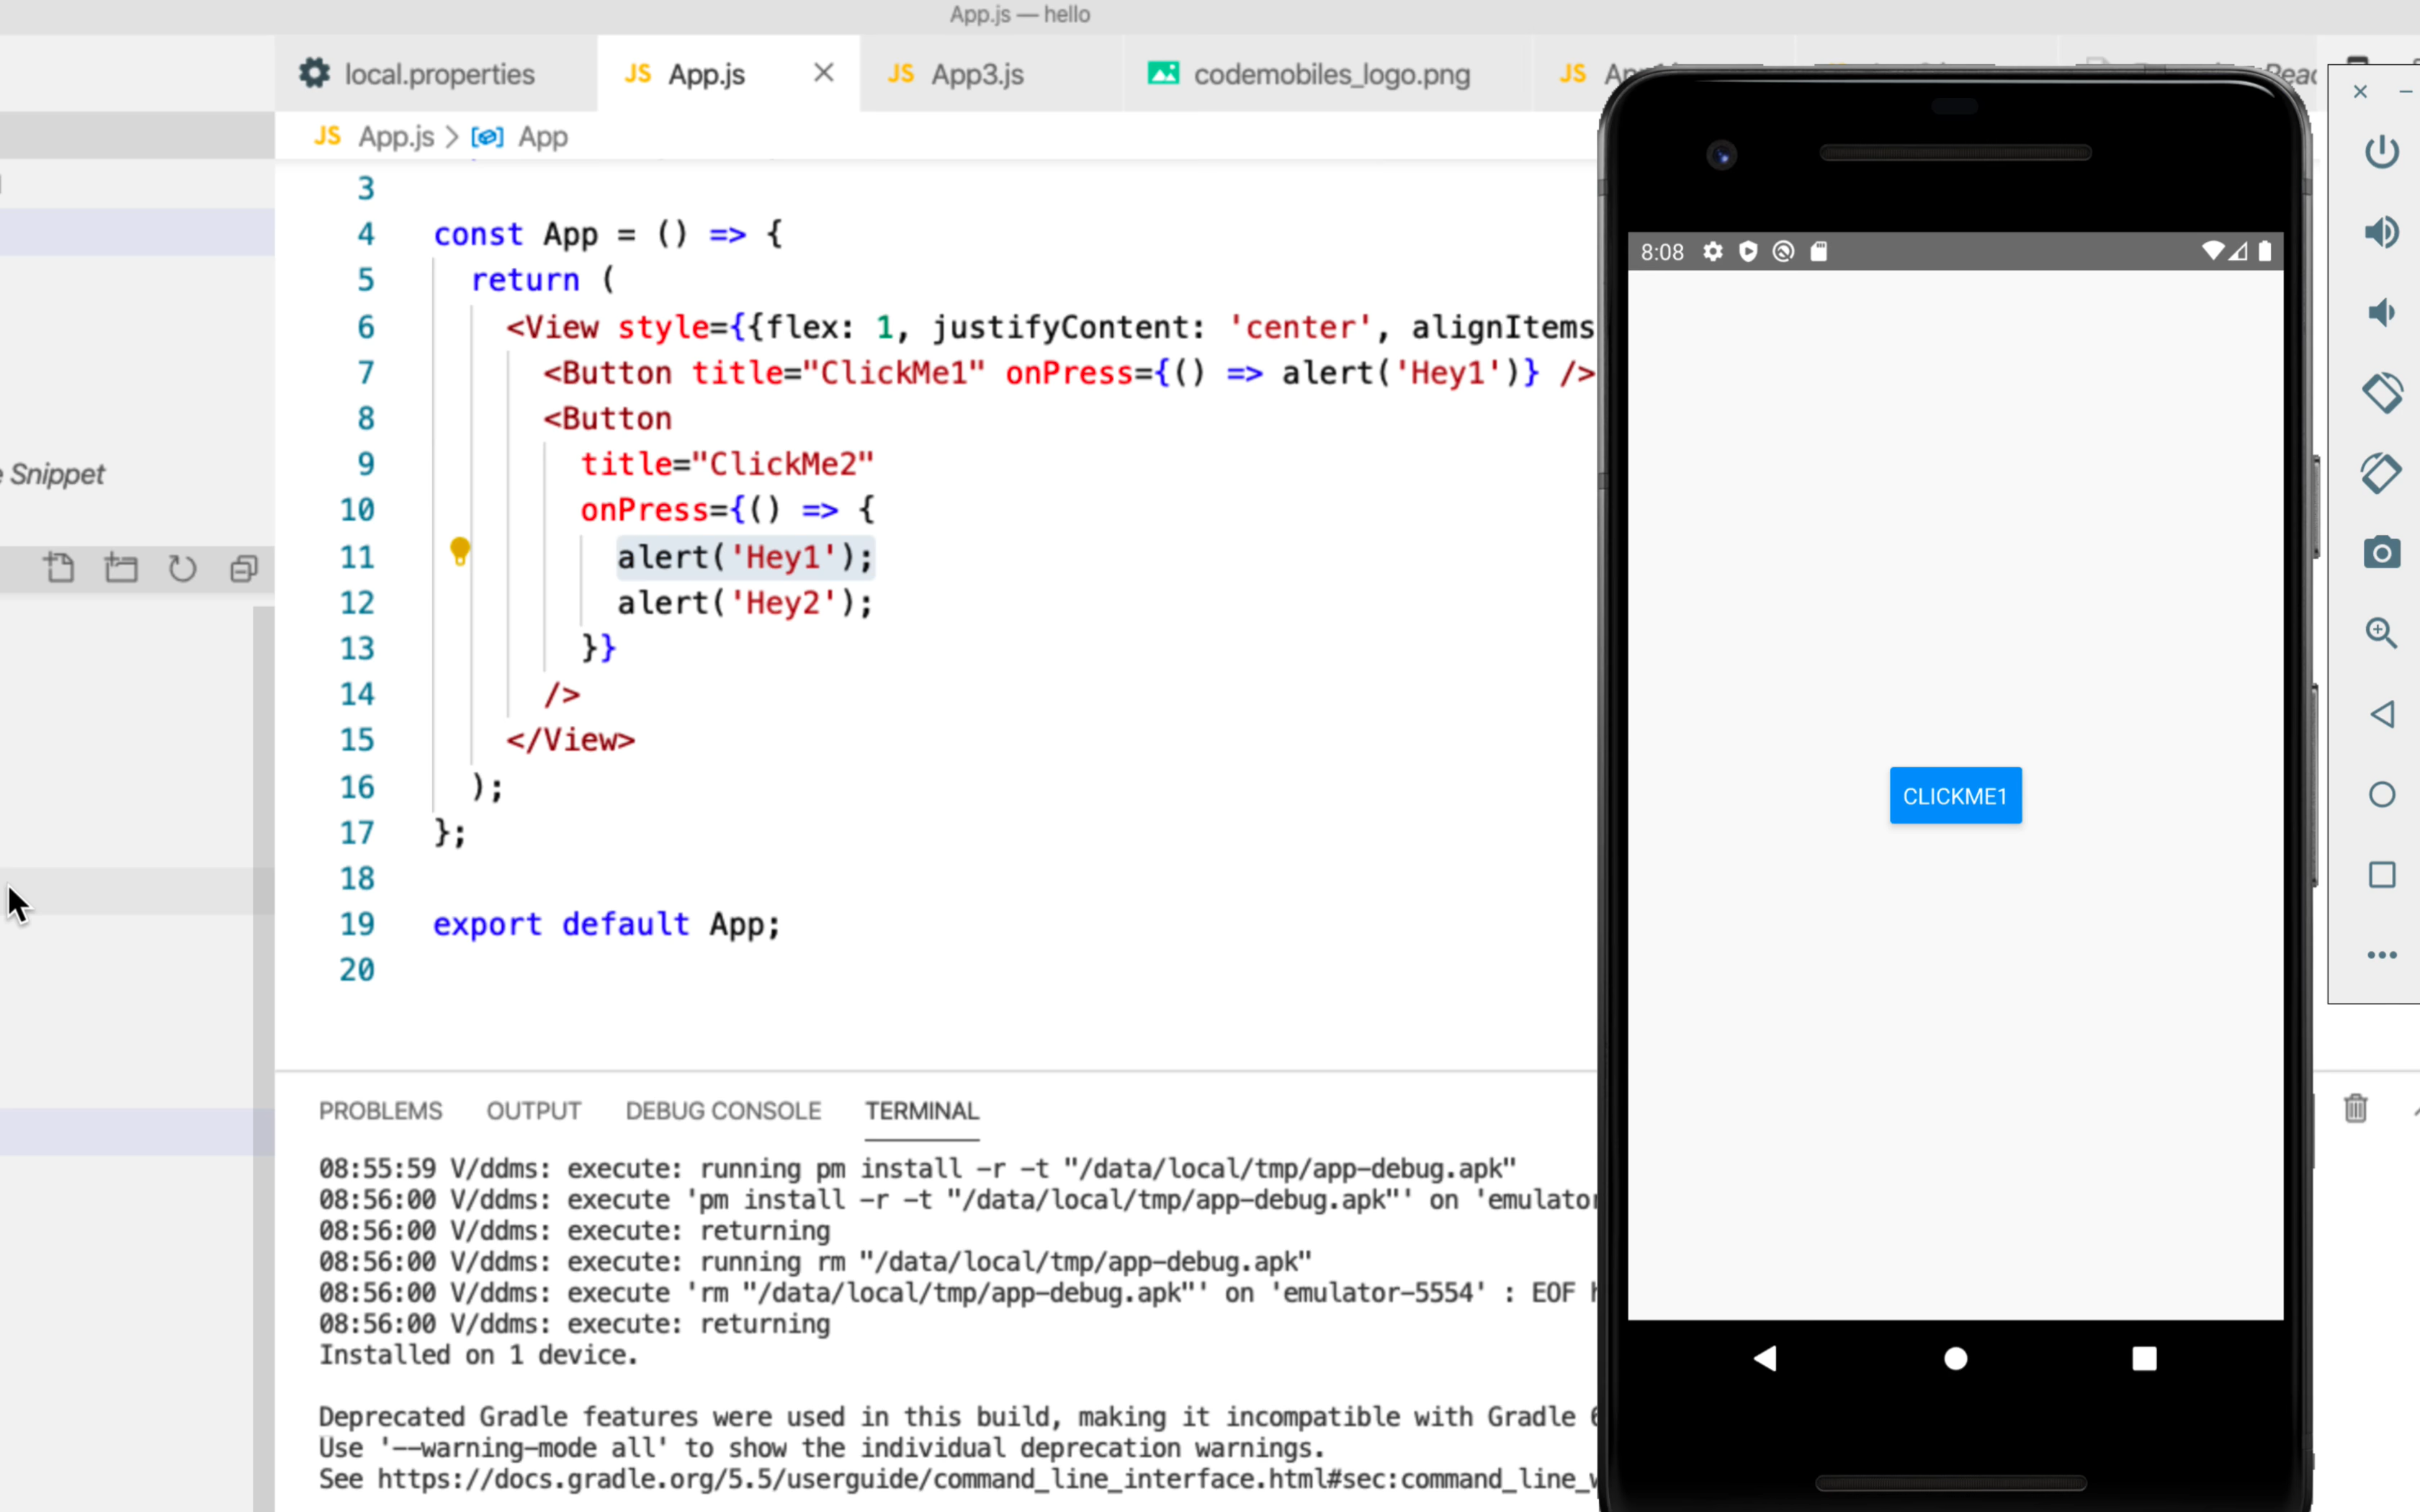 App.js — hello
local.properties
JS App.js
JS App3.js
codemobiles_logo.png
JS
JS App.js > App
3
4 const App = () => {
5 return (
6 <View style={{flex: 1, justifyContent: 'center', alignItems
7 <Button title="ClickMe1" onPress={() => alert('Hey1')} />
8 <Button
9 title="ClickMe2"
10 onPress={() => {
11 alert('Hey1');
12 alert('Hey2');
13 }}
14 />
15 </View>
16 );
17 };
18
19 export default App;
20
Snippet
PROBLEMS OUTPUT DEBUG CONSOLE TERMINAL
08:55:59 V/ddms: execute: running pm install -r -t "/data/local/tmp/app-debug.apk"
08:56:00 V/ddms: execute 'pm install -r -t "/data/local/tmp/app-debug.apk"' on 'emulator
08:56:00 V/ddms: execute: returning
08:56:00 V/ddms: execute: running rm "/data/local/tmp/app-debug.apk"
08:56:00 V/ddms: execute 'rm "/data/local/tmp/app-debug.apk"' on 'emulator-5554' : EOF
08:56:00 V/ddms: execute: returning
Installed on 1 device.
Deprecated Gradle features were used in this build, making it incompatible with Gradle
Use '--warning-mode all' to show the individual deprecation warnings.
See https://docs.gradle.org/5.5/userguide/command_line_interface.html#sec:command_line_
8:08
CLICKME1